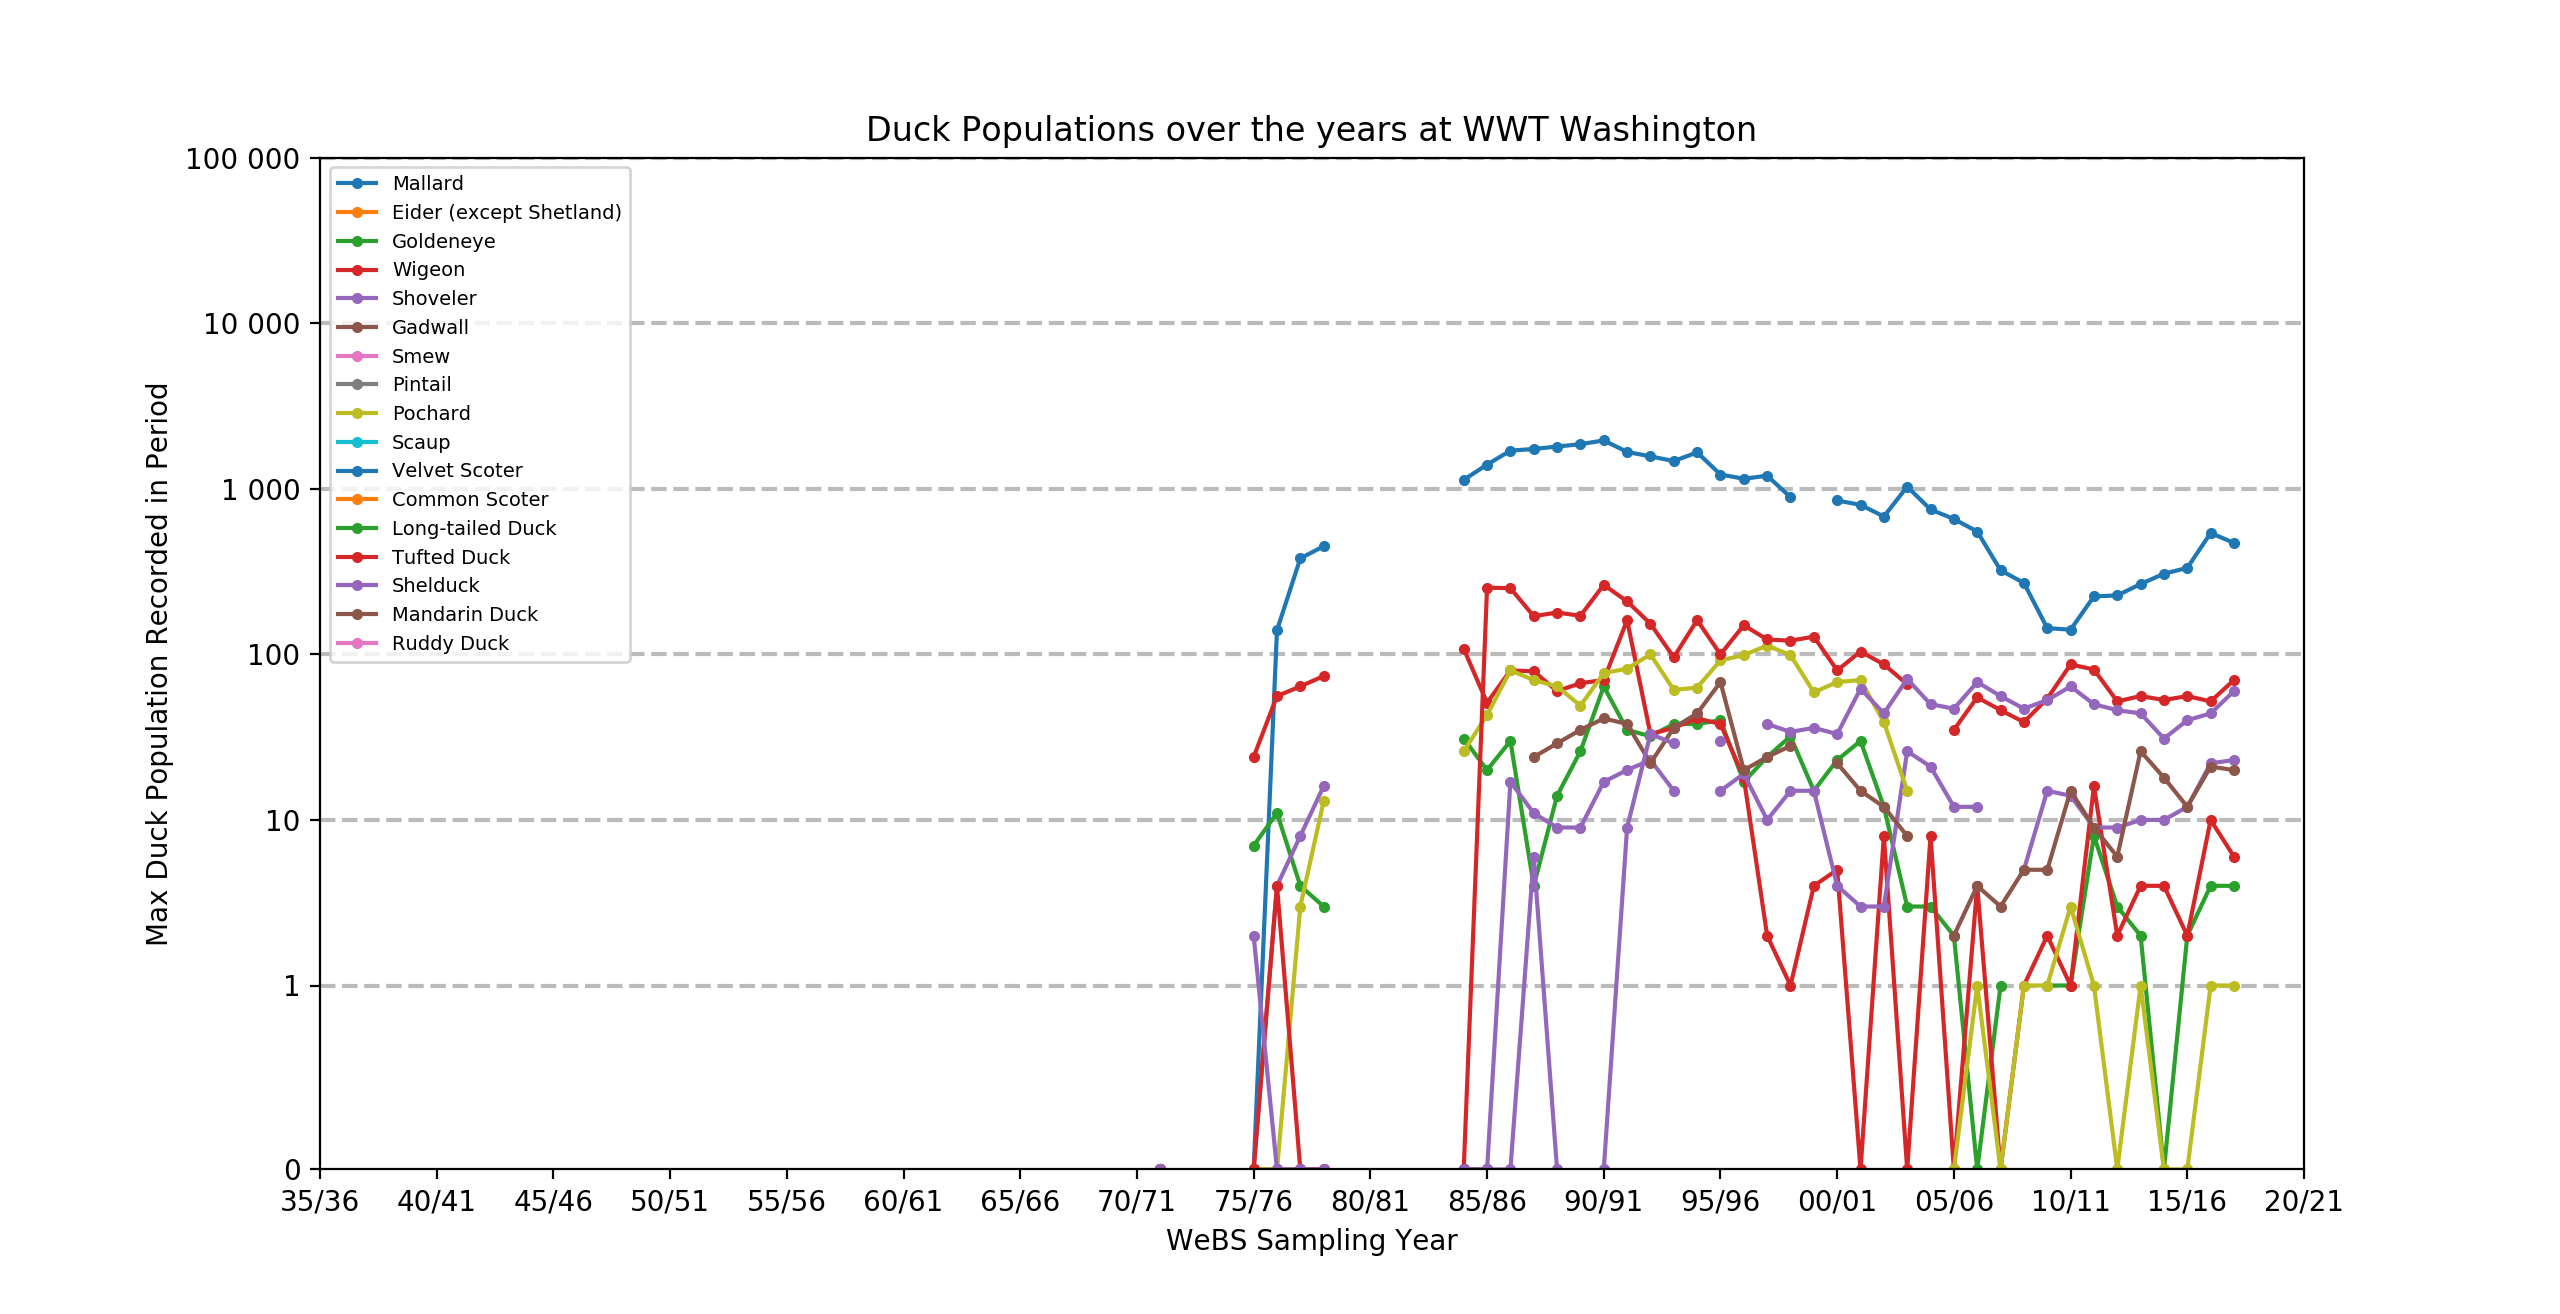 Duck Populations over the years at WWT Washington
100 000
10 000
1 000
100
10
1
0
Max Duck Population Recorded in Period
Mallard
Eider (except Shetland)
Goldeneye
Wigeon
Shoveler
Gadwall
Smew
Pintail
Pochard
Scaup
Velvet Scoter
Common Scoter
Long-tailed Duck
Tufted Duck
Shelduck
Mandarin Duck
Ruddy Duck
35/36 40/41 45/46 50/51 55/56 60/61 65/66 70/71 75/76 80/81 85/86 90/91 95/96 00/01 05/06 10/11 15/16 20/21
WeBS Sampling Year